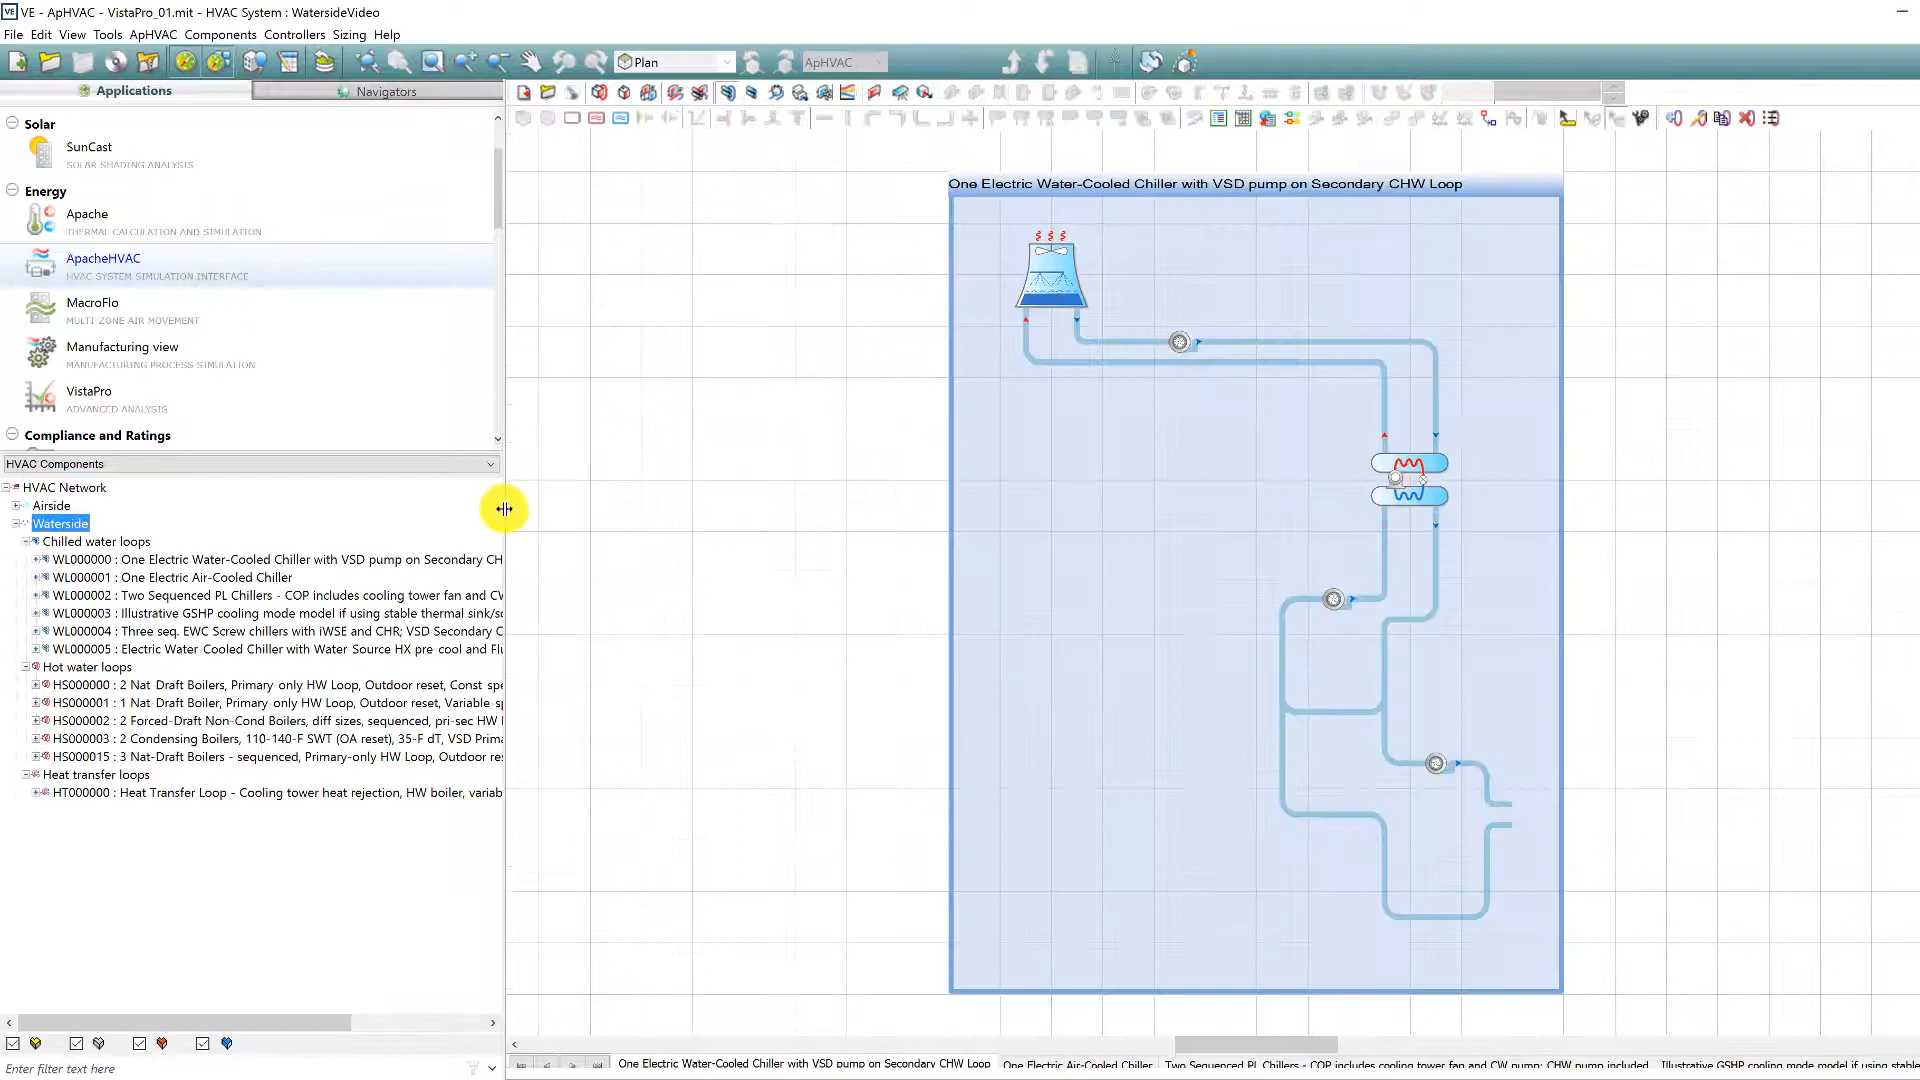 VE - ApHVAC - VistaPro_01.mit - HVAC System : WatersideVideo
File Edit View Tools ApHVAC Components Controllers Sizing Help
Plan
ApHVAC
Applications
Navigators
Solar
SunCast
SOLAR SHADING ANALYSIS
Energy
Apache
THERMAL CALCULATION AND SIMULATION
ApacheHVAC
HVAC SYSTEM SIMULATION INTERFACE
MacroFlo
MULTI ZONE AIR MOVEMENT
Manufacturing view
MANUFACTURING PROCESS SIMULATION
VistaPro
ADVANCED ANALYSIS
Compliance and Ratings
HVAC Components
HVAC Network
Airside
Waterside
Chilled water loops
WL000000 : One Electric Water-Cooled Chiller with VSD pump on Secondary CH
WL000001 : One Electric Air-Cooled Chiller
WL000002 : Two Sequenced PL Chillers - COP includes cooling tower fan and CW
WL000003 : Illustrative GSHP cooling mode model if using stable thermal sink/so
WL000004 : Three seq. EWC Screw chillers with iWSE and CHR; VSD Secondary C
WL000005 : Electric Water-Cooled Chiller with Water-Source HX pre-cool and Flu
Hot water loops
HS000000 : 2 Nat-Draft Boilers, Primary-only HW Loop, Outdoor reset, Const spe
HS000001 : 1 Nat-Draft Boiler, Primary-only HW Loop, Outdoor reset, Variable-sp
HS000002 : 2 Forced-Draft Non-Cond Boilers, diff sizes, sequenced, pri-sec HW l
HS000003 : 2 Condensing Boilers, 110-140-F SWT (OA reset), 35-F dT, VSD Prima
HS000015 : 3 Nat-Draft Boilers - sequenced, Primary-only HW Loop, Outdoor res
Heat transfer loops
HT000000 : Heat Transfer Loop - Cooling tower heat rejection, HW boiler, variab
Enter filter text here
One Electric Water-Cooled Chiller with VSD pump on Secondary CHW Loop
One Electric Water-Cooled Chiller with VSD pump on Secondary CHW Loop
One Electric Air-Cooled Chiller
Two Sequenced PL Chillers - COP includes cooling tower fan and CW pump; CHW pump included
Illustrative GSHP cooling mode model if using stable